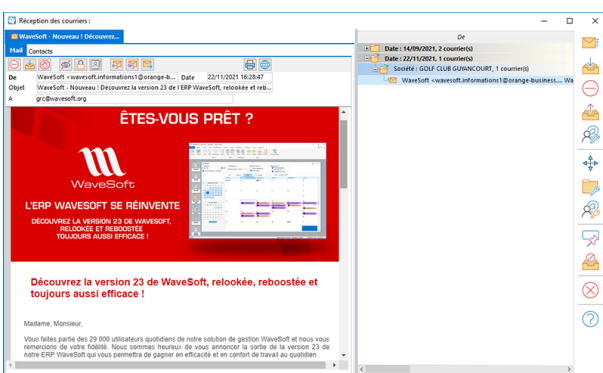 Réception des courriers :
WaveSoft - Nouveau ! Découvrez...
Mail Contacts
De WaveSoft <wavesoft.informations1@orange-b... Date 22/11/2021 16:28:47
Objet WaveSoft - Nouveau ! Découvrez la version 23 de l'ERP WaveSoft, relookée et reb...
A grc@wavesoft.org
ÊTES-VOUS PRÊT ?
WaveSoft
L'ERP WAVESOFT SE RÉINVENTE
DÉCOUVREZ LA VERSION 23 DE WAVESOFT,
RELOOKÉE ET REBOOSTÉE
TOUJOURS AUSSI EFFICACE !
Découvrez la version 23 de WaveSoft, relookée, reboostée et
toujours aussi efficace !
Madame, Monsieur,
Vous faites partie des 29 000 utilisateurs quotidiens de notre solution de gestion WaveSoft et nous vous
remercions de votre fidélité. Nous sommes heureux de vous annoncer la sortie de la version 23 de
notre ERP WaveSoft qui vous permettra de gagner en efficacité et en confort de travail au quotidien.
De
Date : 14/09/2021, 2 courrier(s)
Date : 22/11/2021, 1 courrier(s)
Société : GOLF CLUB GUYANCOURT, 1 courrier(s)
WaveSoft <wavesoft.informations1@orange-business.... Wa